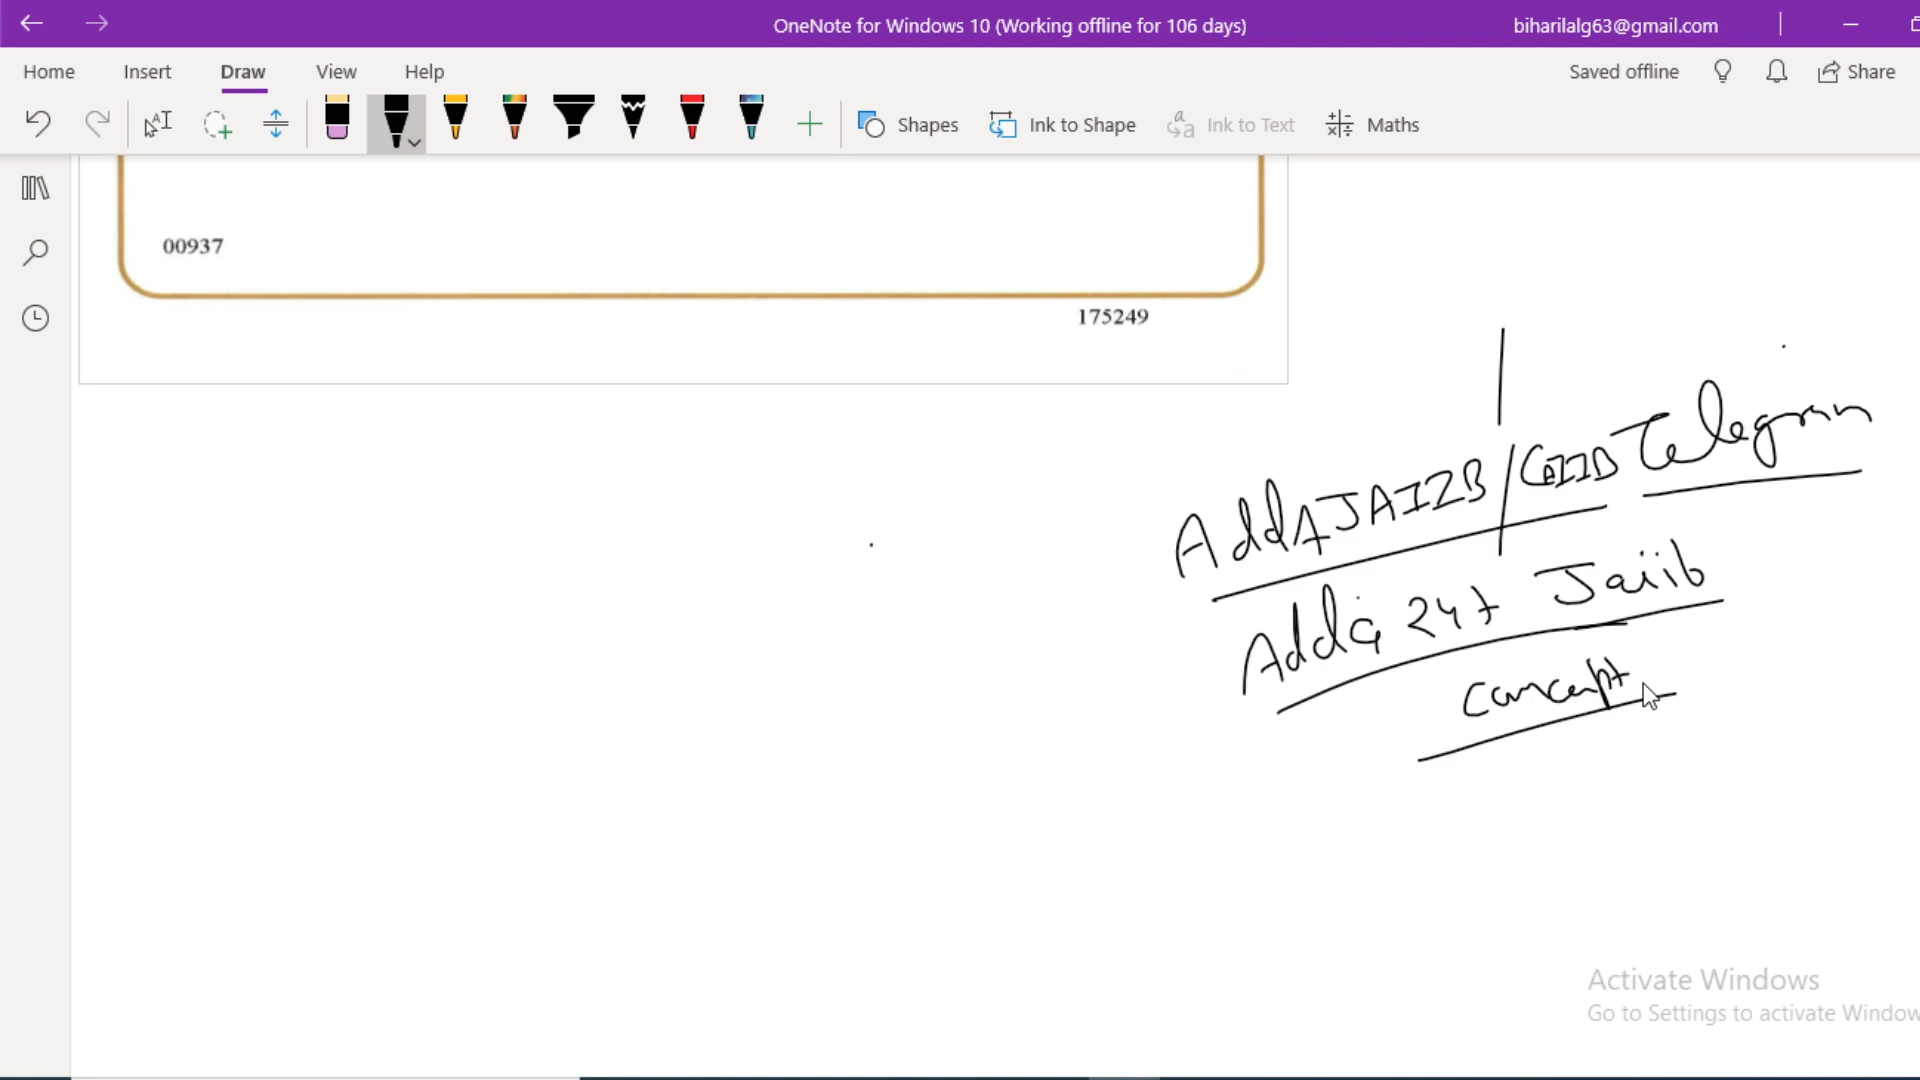 OneNote for Windows 10 (Working offline for 106 days)
biharilalg63@gmail.com
Home Insert Draw View Help
Saved offline Share
Shapes Ink to Shape Ink to Text Maths
00937
175249
AddAJAIIB/CAIIB Telegram
Adda 247 Jaiib
Concept
Activate Windows
Go to Settings to activate Window